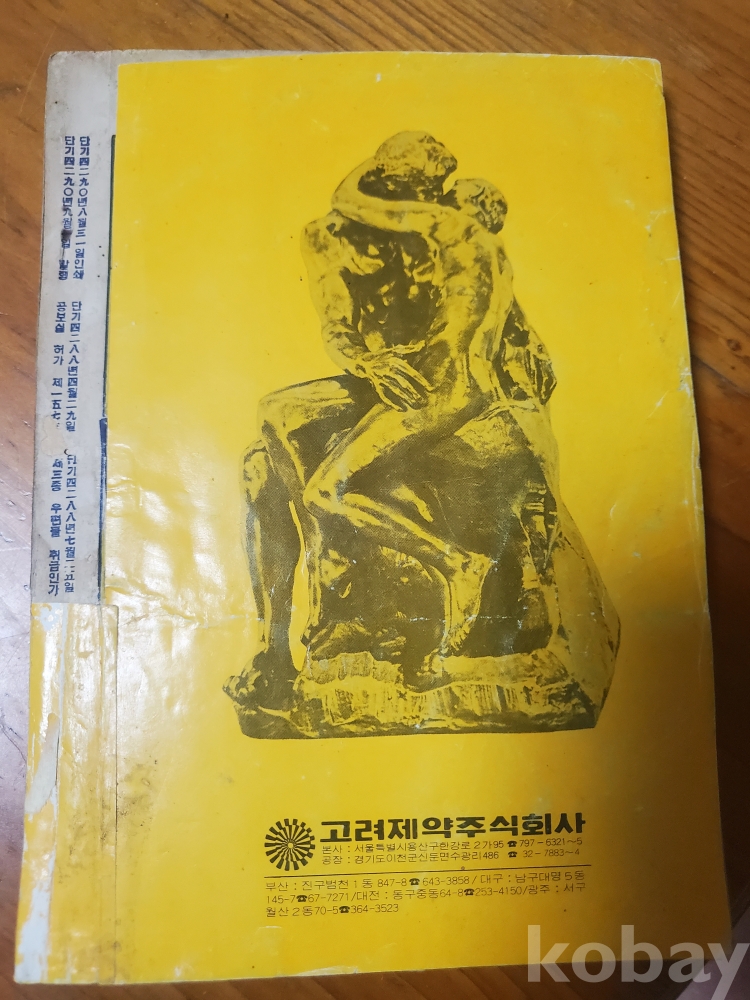 단기四二九○년八월三一일인쇄
단기四二九○년九월 일 발행
단기四二八八년四월二九일
공보실 허가 제一五七
단기四二八八년七月二五일
제三종 우편물 취급인가
고려제약주식회사
본사 : 서울특별시용산구한강로 2가95 ☎797-6321~5
공장 : 경기도이천군신둔면수광리486 ☎ 32-7883~4
부산 : 진구범천 1동 847-8☎643-3858/대구 : 남구대명 5동
145-7☎67-7271/대전 : 동구중동64-8☎253-4150/광주 : 서구
월산 2동70-5☎364-3523
kobay